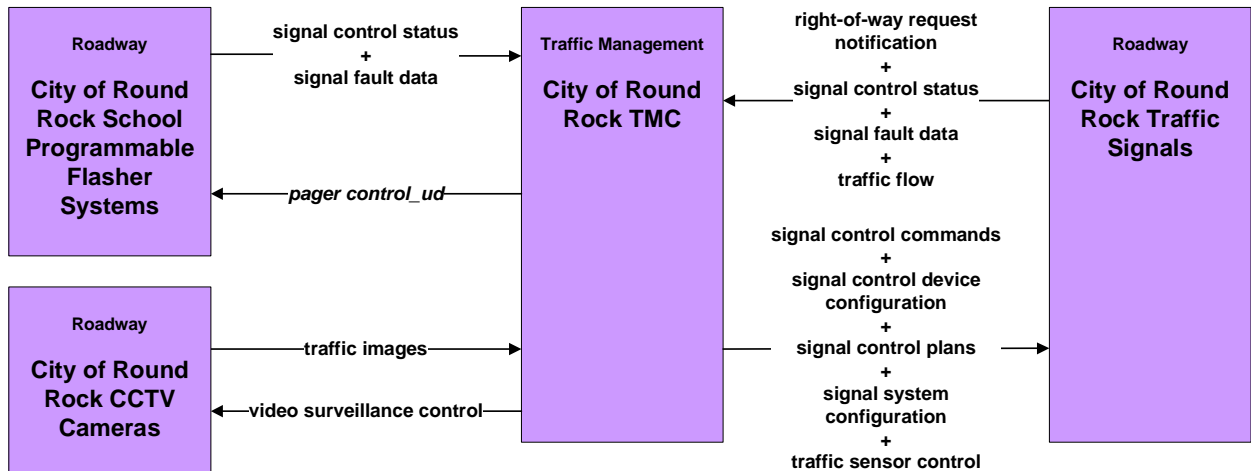 Roadway
City of Round
Rock School
Programmable
Flasher
Systems
signal control status
+
signal fault data
pager control_ud
Roadway
City of Round
Rock CCTV
Cameras
traffic images
video surveillance control
Traffic Management
City of Round
Rock TMC
right-of-way request
notification
+
signal control status
+
signal fault data
+
traffic flow
signal control commands
+
signal control device
configuration
+
signal control plans
+
signal system
configuration
+
traffic sensor control
Roadway
City of Round
Rock Traffic
Signals